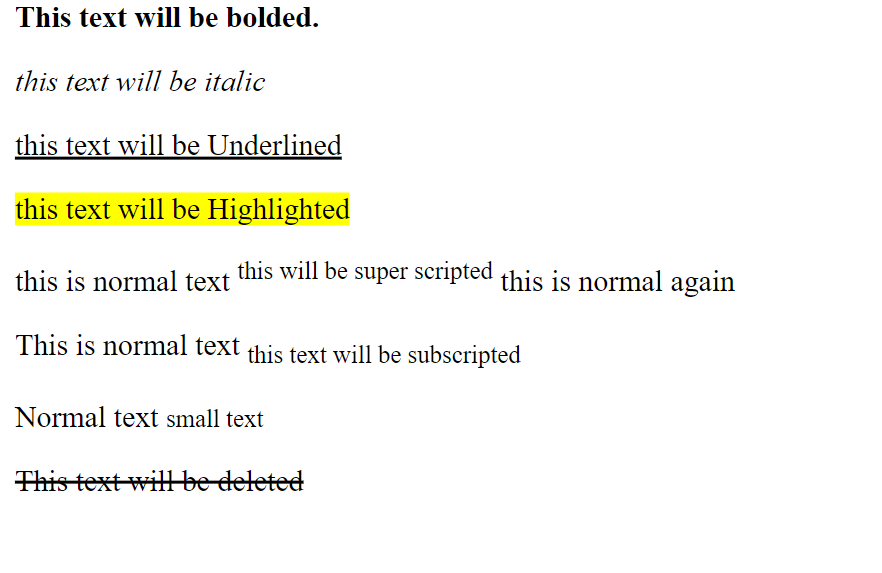 This text will be bolded.
this text will be italic
this text will be Underlined
this text will be Highlighted
this is normal text this will be super scripted this is normal again
This is normal text this text will be subscripted
Normal text small text
This text will be deleted